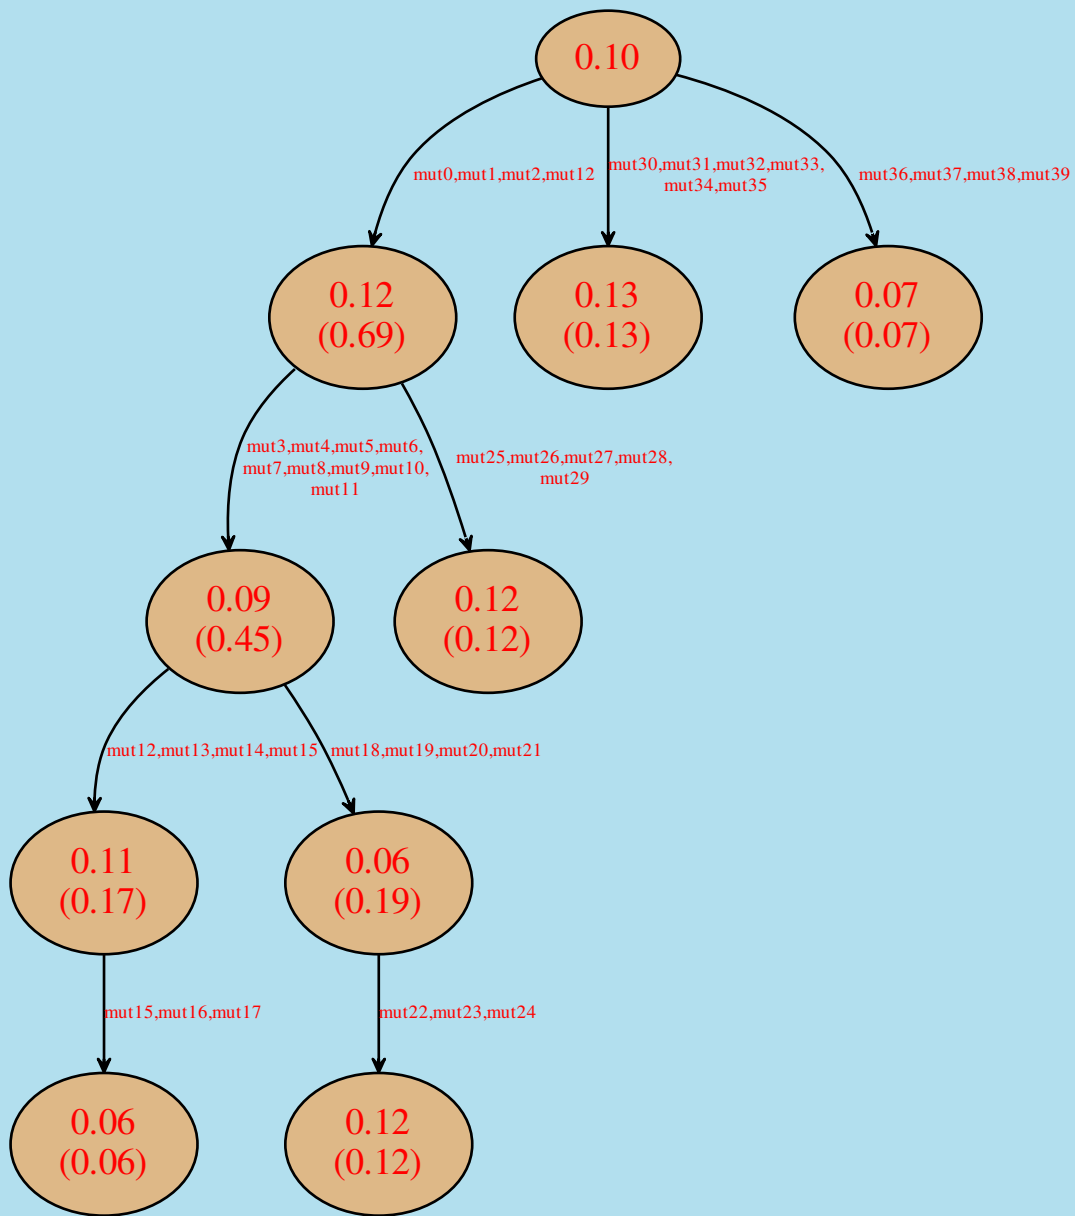 0.10
mut0,mut1,mut2,mut12
mut30,mut31,mut32,mut33,
mut34,mut35
mut36,mut37,mut38,mut39
0.12
(0.69)
0.13
(0.13)
0.07
(0.07)
mut3,mut4,mut5,mut6,
mut7,mut8,mut9,mut10,
mut11
mut25,mut26,mut27,mut28,
mut29
0.09
(0.45)
0.12
(0.12)
mut12,mut13,mut14,mut15
mut18,mut19,mut20,mut21
0.11
(0.17)
0.06
(0.19)
mut15,mut16,mut17
mut22,mut23,mut24
0.06
(0.06)
0.12
(0.12)